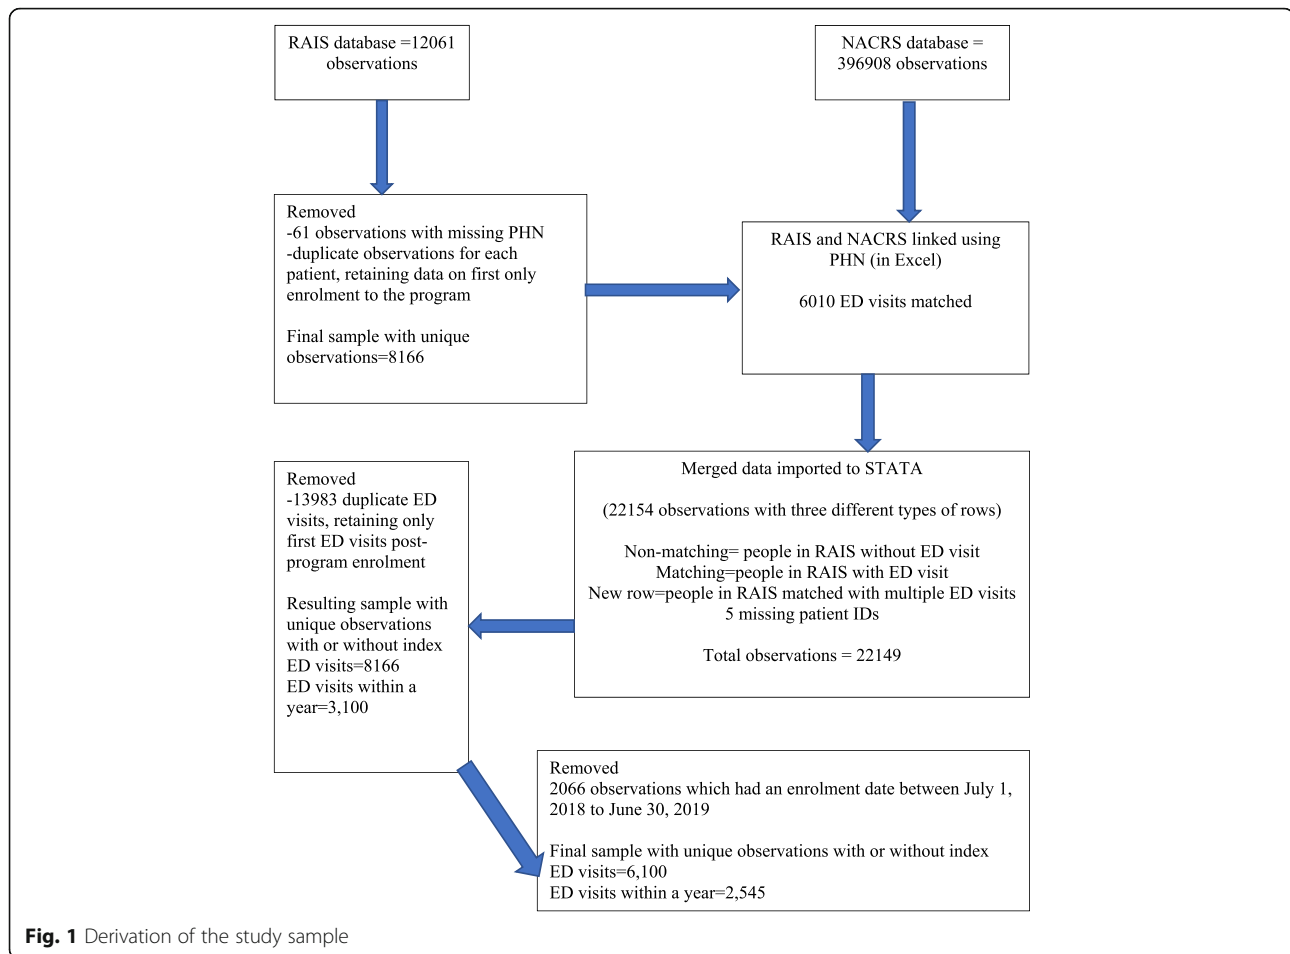 RAIS database =12061
observations
NACRS database =
396908 observations
Removed
-61 observations with missing PHN
-duplicate observations for each
patient, retaining data on first only
enrolment to the program
Final sample with unique
observations=8166
RAIS and NACRS linked using
PHN (in Excel)
6010 ED visits matched
Merged data imported to STATA
(22154 observations with three different types of rows)
Non-matching= people in RAIS without ED visit
Matching=people in RAIS with ED visit
New row=people in RAIS matched with multiple ED visits
5 missing patient IDs
Total observations = 22149
Removed
-13983 duplicate ED
visits, retaining only
first ED visits post-
program enrolment
Resulting sample with
unique observations
with or without index
ED visits=8166
ED visits within a
year=3,100
Removed
2066 observations which had an enrolment date between July 1,
2018 to June 30, 2019
Final sample with unique observations with or without index
ED visits=6,100
ED visits within a year=2,545
Fig. 1 Derivation of the study sample